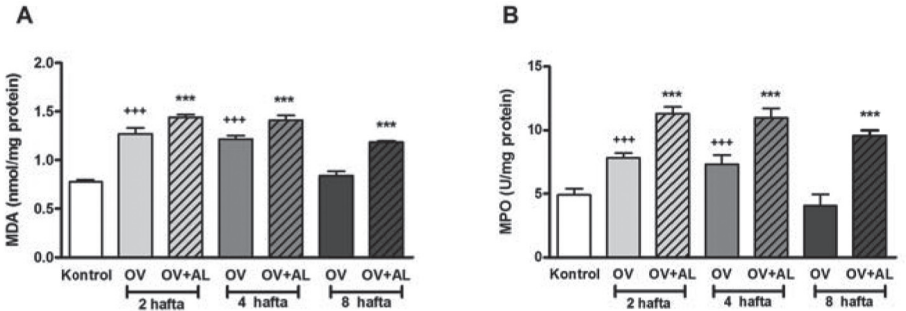 A
MDA (nmol/mg protein)
2.0
1.5
1.0
0.5
0.0
+++
***
+++
***
***
Kontrol OV OV+AL OV OV+AL OV OV+AL
2 hafta 4 hafta 8 hafta
B
MPO (U/mg protein)
15
10
5
0
+++
***
+++
***
***
Kontrol OV OV+AL OV OV+AL OV OV+AL
2 hafta 4 hafta 8 hafta